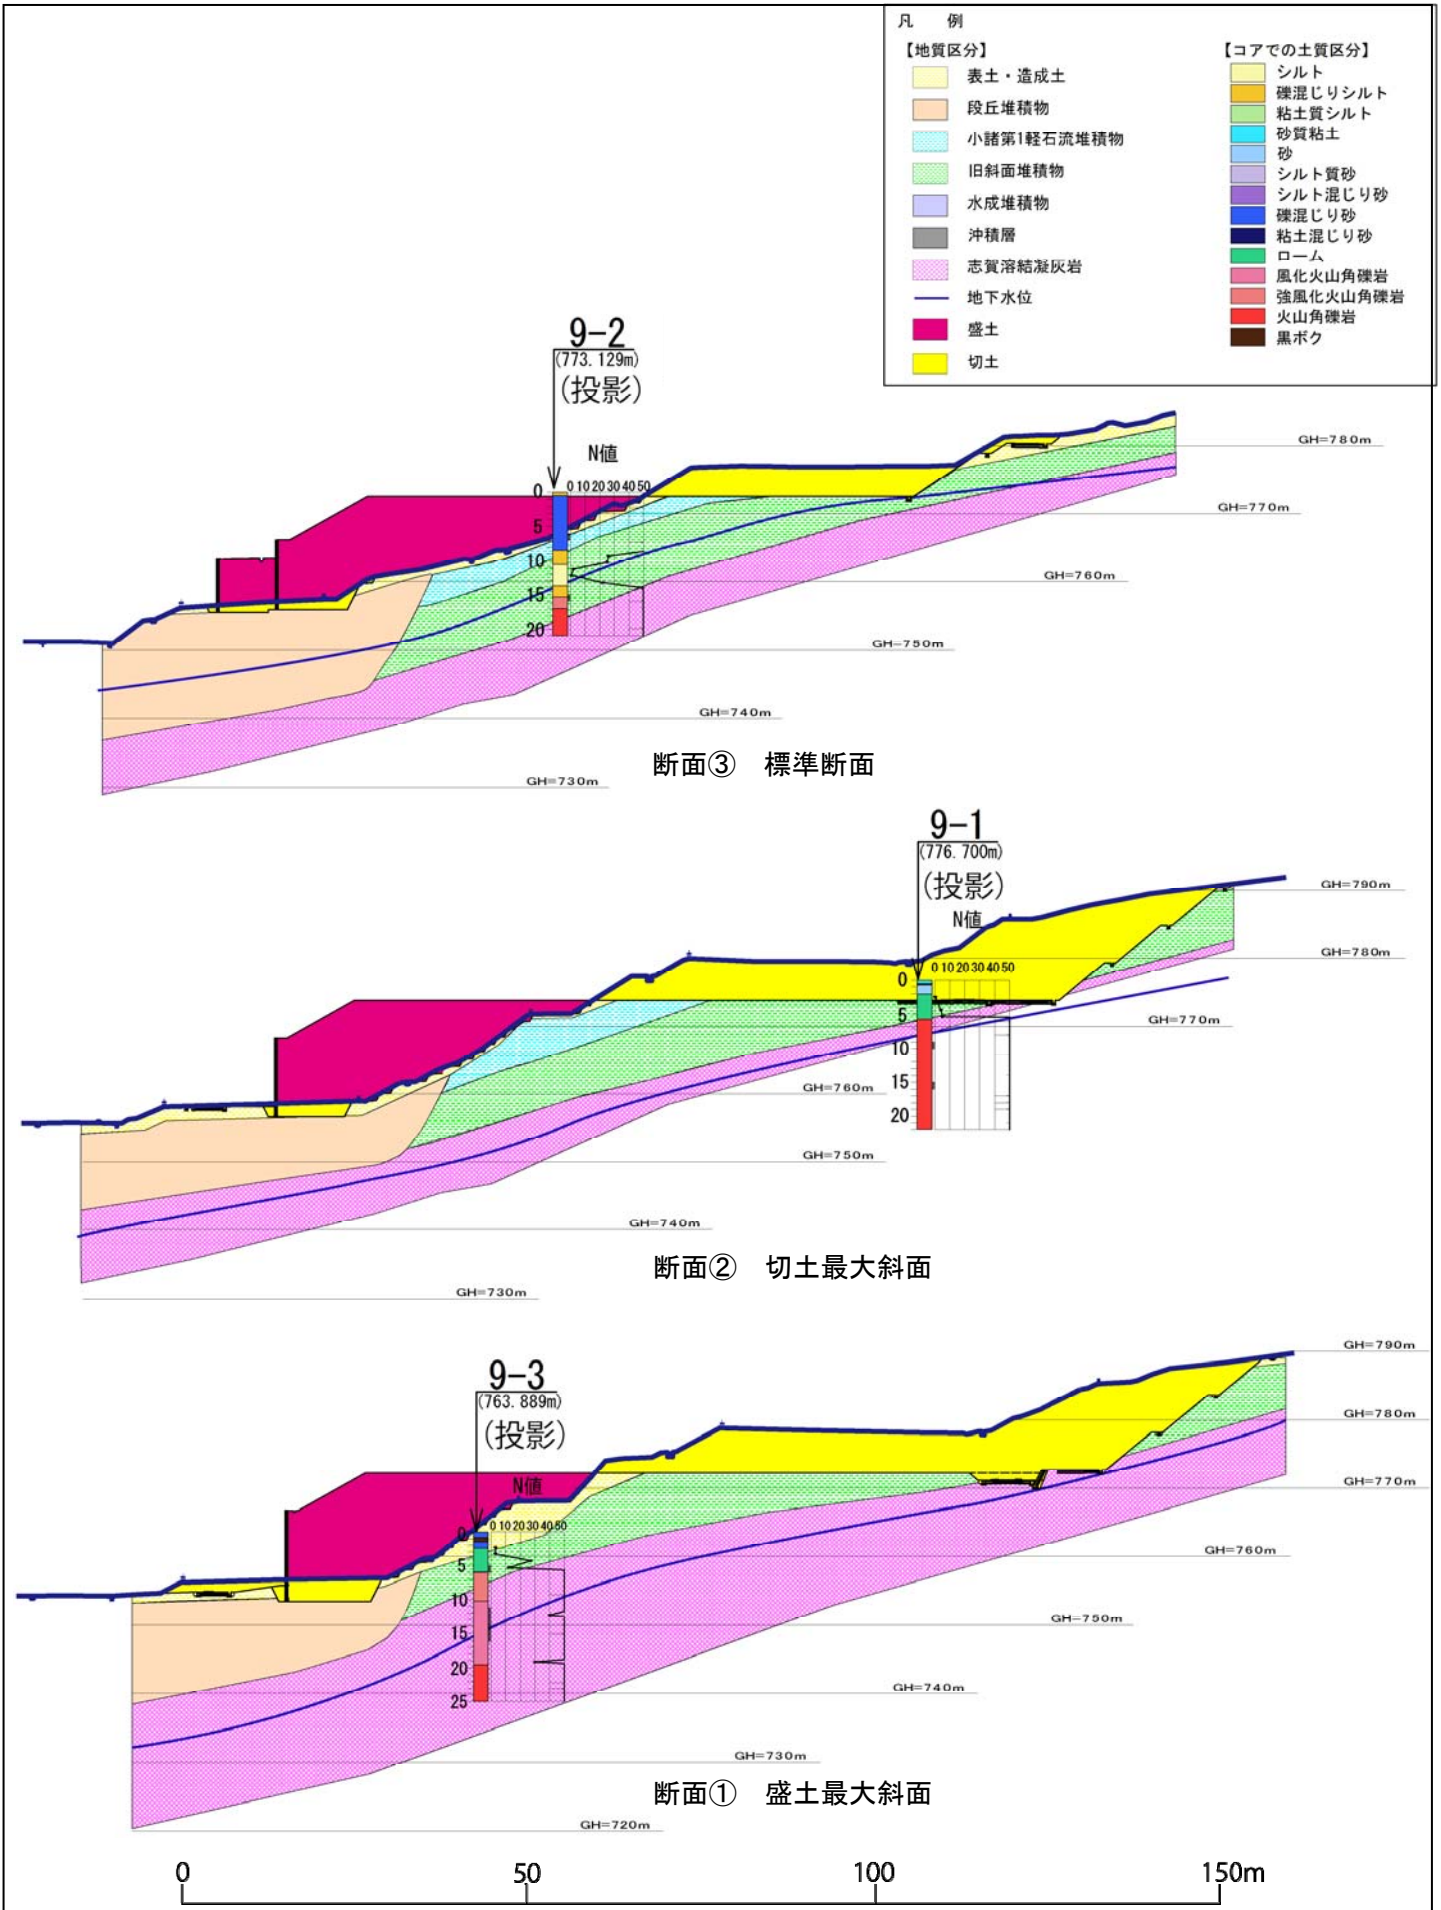 凡 例
【地質区分】
表土・造成土
段丘堆積物
小諸第1軽石流堆積物
旧斜面堆積物
水成堆積物
沖積層
志賀溶結凝灰岩
地下水位
盛土
切土
【コアでの土質区分】
シルト
礫混じりシルト
粘土質シルト
砂質粘土
砂
シルト質砂
シルト混じり砂
礫混じり砂
粘土混じり砂
ローム
風化火山角礫岩
強風化火山角礫岩
火山角礫岩
黒ボク
9-2
(773.129m)
(投影)
N値
0 10 20 30 40 50
0
5
10
15
20
GH=780m
GH=770m
GH=760m
GH=750m
GH=740m
GH=730m
断面③ 標準断面
9-1
(776.700m)
(投影)
N値
0 10 20 30 40 50
0
5
10
15
20
GH=790m
GH=780m
GH=770m
GH=760m
GH=750m
GH=740m
GH=730m
断面② 切土最大斜面
9-3
(763.889m)
(投影)
N値
0 10 20 30 40 50
0
5
10
15
20
25
GH=790m
GH=780m
GH=770m
GH=760m
GH=750m
GH=740m
GH=730m
GH=720m
断面① 盛土最大斜面
0 50 100 150m